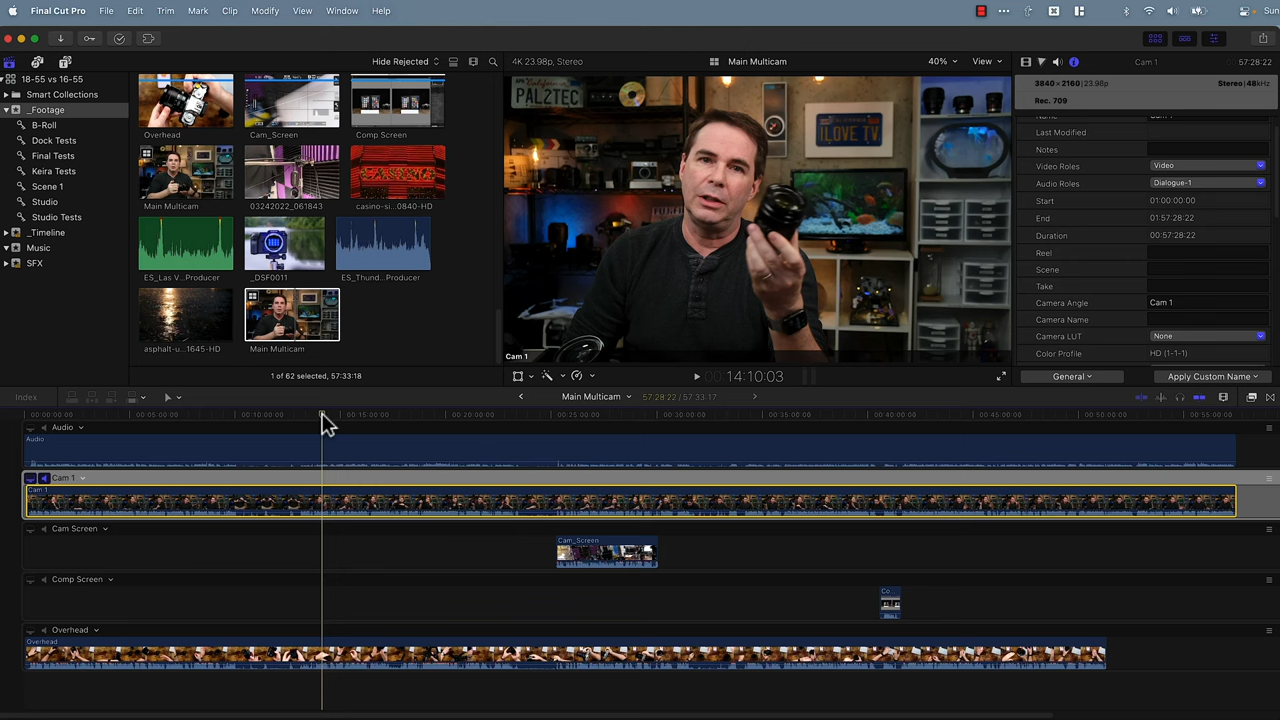 Final Cut Pro File Edit Trim Mark Clip Modify View Window Help Sun
Hide Rejected
4K 23.98p, Stereo Main Multicam 40% View
Cam 1 57:28:22
18-55 vs 16-55
Smart Collections
_Footage
B-Roll
Dock Tests
Final Tests
Keira Tests
Scene 1
Studio
Studio Tests
_Timeline
Music
SFX
Overhead Cam_Screen Comp Screen
Main Multicam 03242022_061843 casino-si...0840-HD
ES_Las V...Producer _DSF0011 ES_Thund...Producer
asphalt-u...1645-HD Main Multicam
1 of 62 selected, 57:33:18
California
PAL2TEC
I LOVE TV
Cam 1
14:10:03
3840 × 2160 | 23.98p Stereo | 48kHz
Rec. 709
Last Modified
Notes
Video Roles Video
Audio Roles Dialogue-1
Start 01:00:00:00
End 01:57:28:22
Duration 00:57:28:22
Reel
Scene
Take
Camera Angle Cam 1
Camera Name
Camera LUT None
Color Profile HD (1-1-1)
General Apply Custom Name
Index Main Multicam 57:28:22 / 57:33:17
00:00:00:00 00:05:00:00 00:10:00:00 00:15:00:00 00:20:00:00 00:25:00:00 00:30:00:00 00:35:00:00 00:40:00:00 00:45:00:00 00:50:00:00 00:55:00:00
Audio
Audio
Cam 1
Cam 1
Cam Screen
Cam_Screen
Comp Screen
Co...
Overhead
Overhead